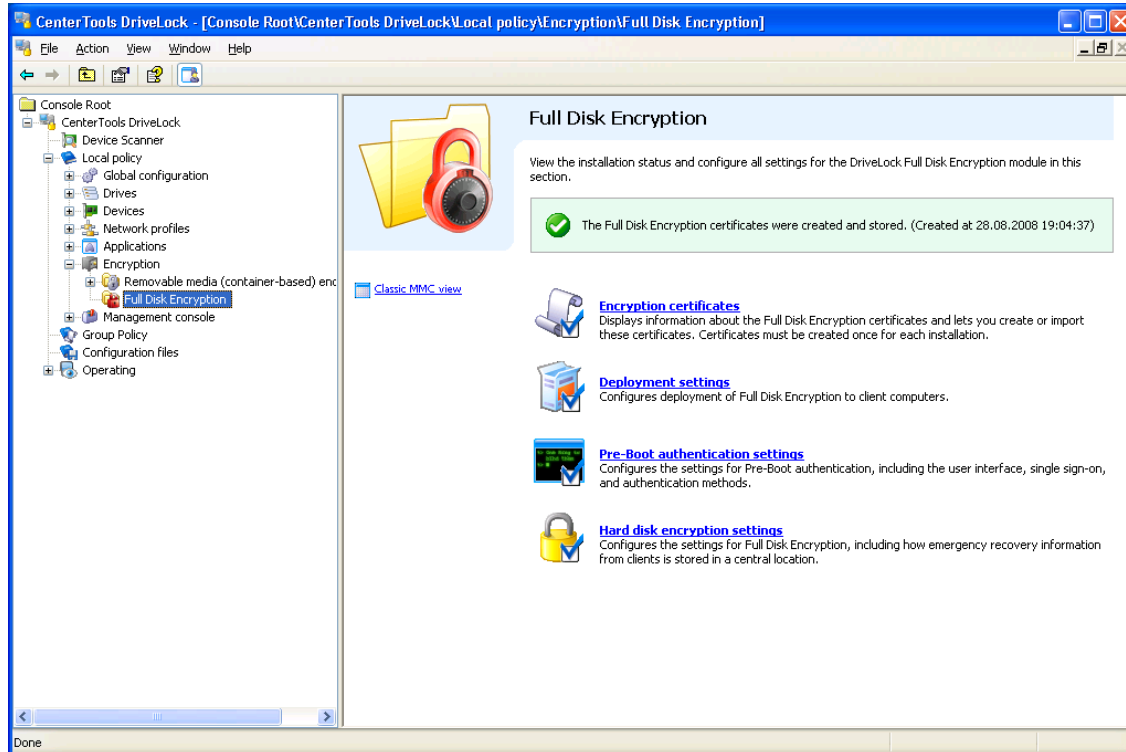 CenterTools DriveLock - [Console Root\CenterTools DriveLock\Local policy\Encryption\Full Disk Encryption]
File Action View Window Help
Console Root
CenterTools DriveLock
Device Scanner
Local policy
Global configuration
Drives
Devices
Network profiles
Applications
Encryption
Removable media (container-based) enc
Full Disk Encryption
Management console
Group Policy
Configuration files
Operating
Full Disk Encryption
View the installation status and configure all settings for the DriveLock Full Disk Encryption module in this
section.
The Full Disk Encryption certificates were created and stored. (Created at 28.08.2008 19:04:37)
Classic MMC view
Encryption certificates
Displays information about the Full Disk Encryption certificates and lets you create or import
these certificates. Certificates must be created once for each installation.
Deployment settings
Configures deployment of Full Disk Encryption to client computers.
Pre-Boot authentication settings
Configures the settings for Pre-Boot authentication, including the user interface, single sign-on,
and authentication methods.
Hard disk encryption settings
Configures the settings for Full Disk Encryption, including how emergency recovery information
from clients is stored in a central location.
Done